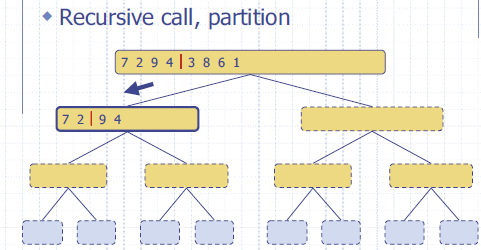 Recursive call, partition
7 2 9 4 | 3 8 6 1
7 2 | 9 4